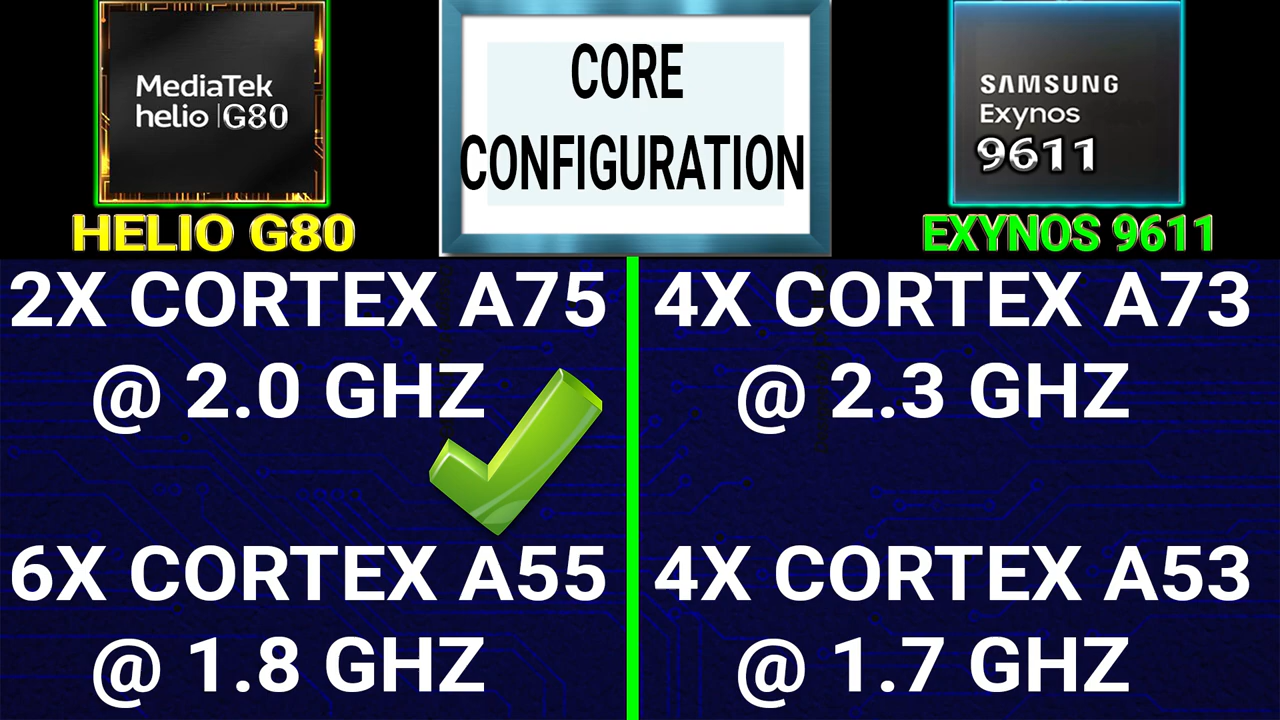 MediaTek
helio G80
HELIO G80
CORE
CONFIGURATION
SAMSUNG
Exynos
9611
EXYNOS 9611
2X CORTEX A75
@ 2.0 GHZ
6X CORTEX A55
@ 1.8 GHZ
4X CORTEX A73
@ 2.3 GHZ
4X CORTEX A53
@ 1.7 GHZ